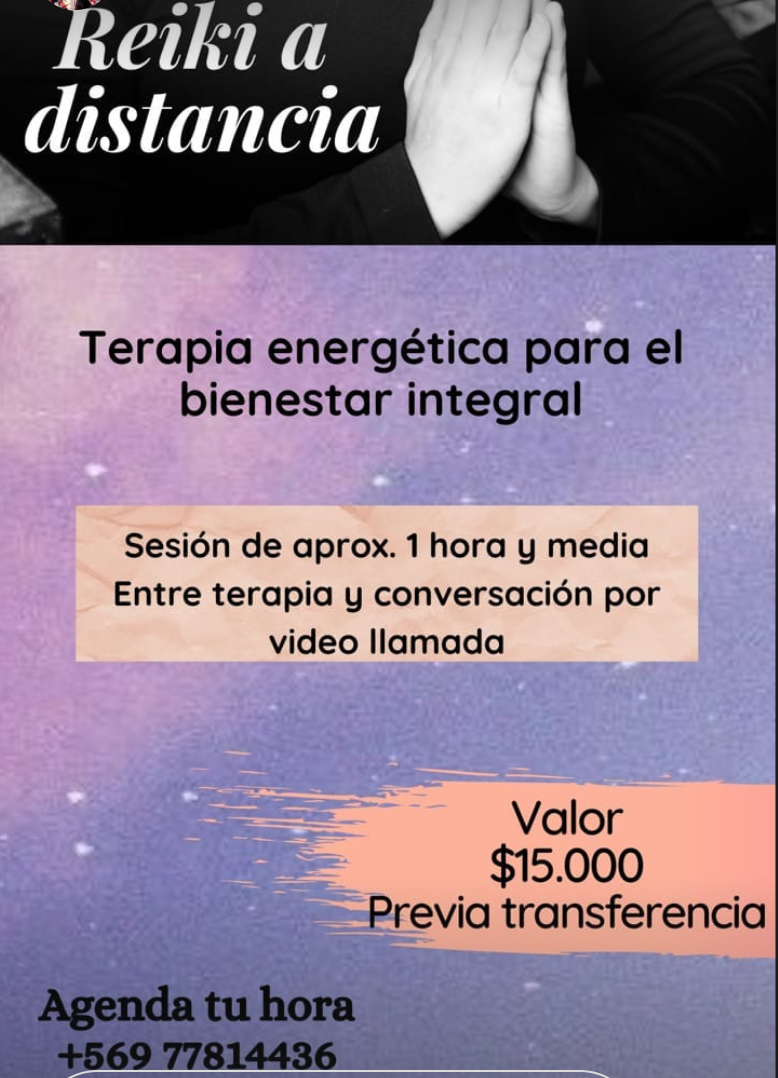 Reiki a
distancia
Terapia energética para el
bienestar integral
Sesión de aprox. 1 hora y media
Entre terapia y conversación por
video llamada
Valor
$15.000
Previa transferencia
Agenda tu hora
+569 77814436